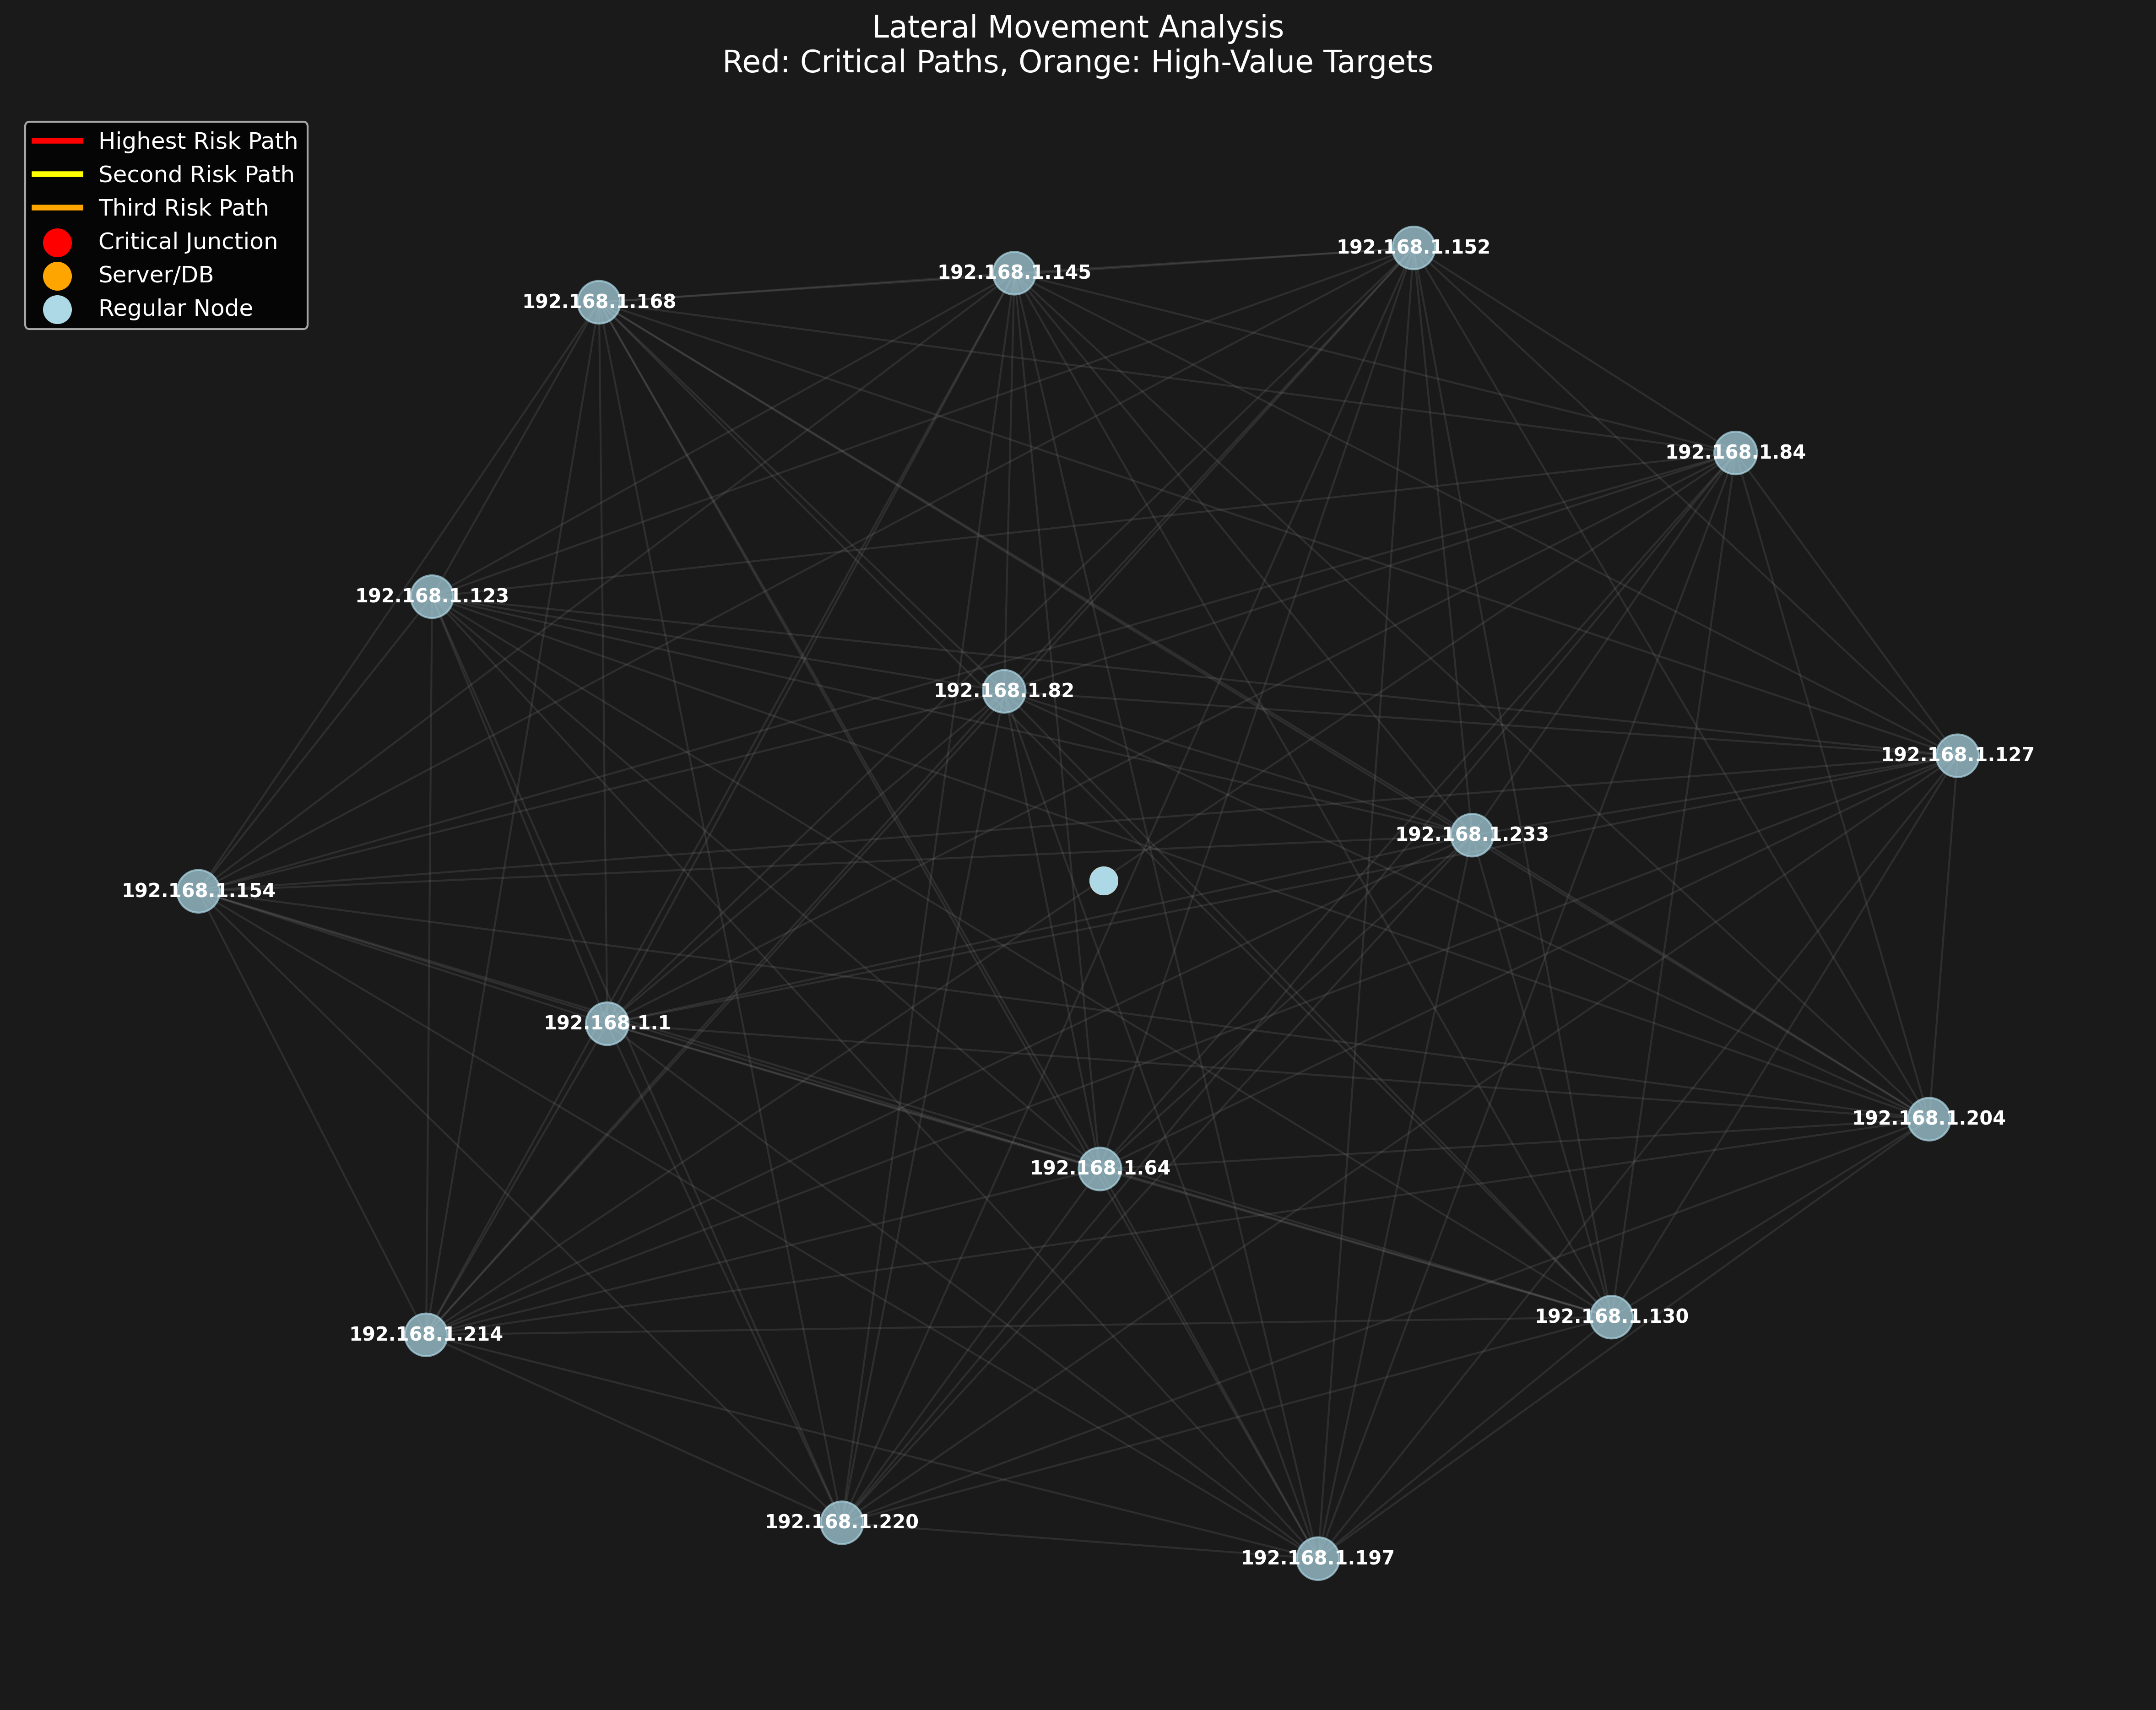 Lateral Movement Analysis
Red: Critical Paths, Orange: High-Value Targets
Highest Risk Path
Second Risk Path
Third Risk Path
Critical Junction
Server/DB
Regular Node
192.168.1.152
192.168.1.145
192.168.1.168
192.168.1.84
192.168.1.123
192.168.1.82
192.168.1.127
192.168.1.233
192.168.1.154
192.168.1.1
192.168.1.204
192.168.1.64
192.168.1.130
192.168.1.214
192.168.1.220
192.168.1.197